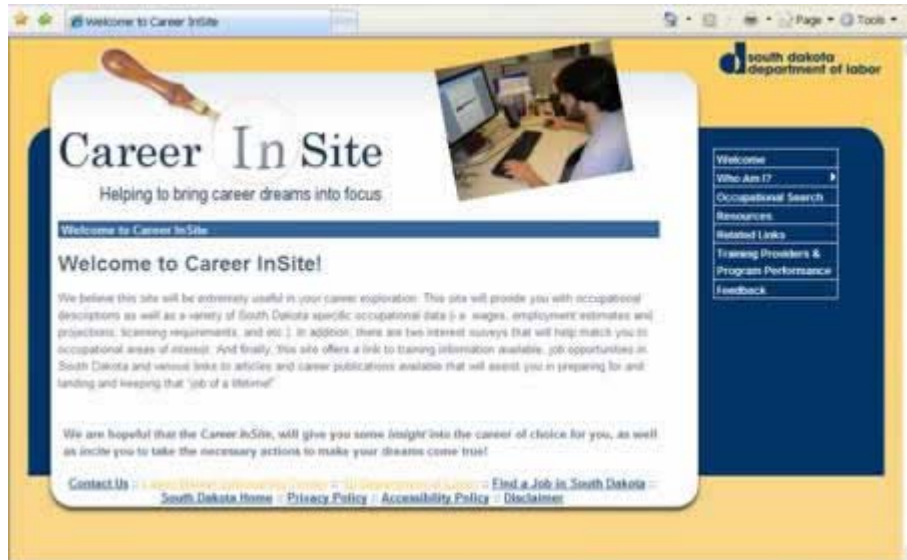 Welcome to Career InSite
Page
Tools
south dakota
department of labor
Career In Site
Helping to bring career dreams into focus
Welcome
Who Am I?
Occupational Search
Resources
Related Links
Training Providers &
Program Performance
Feedback
Welcome to Career InSite
Welcome to Career InSite!
We believe this site will be extremely useful in your career exploration. This site will provide you with occupational
descriptions as well as a variety of South Dakota specific occupational data (i.e. wages, employment estimates and
projections, licensing requirements, and etc.). In addition, there are two interest surveys that will help match you to
occupational areas of interest. And finally, this site offers a link to training information available, job opportunities in
South Dakota and various links to articles and career publications available that will assist you in preparing for and
landing and keeping that "job of a lifetime!"
We are hopeful that the Career InSite, will give you some insight into the career of choice for you, as well
as incite you to take the necessary actions to make your dreams come true!
Contact Us :: :: :: Find a Job in South Dakota ::
South Dakota Home :: Privacy Policy :: Accessibility Policy :: Disclaimer